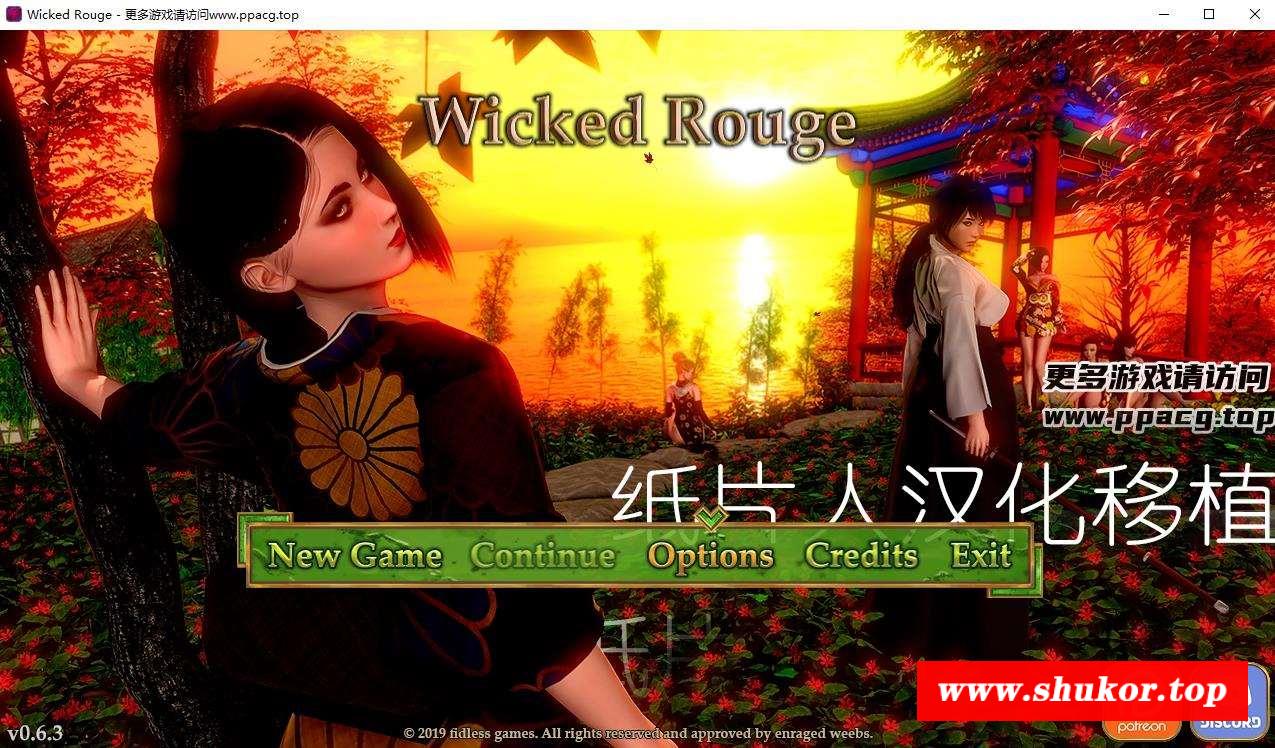 Wicked Rouge - 更多游戏请访问www.ppacg.top
Wicked Rouge
更多游戏请访问
www.ppacg.top
纸片人汉化移植
New Game Continue Options Credits Exit
www.shukor.top
patreon DISCORD
v0.6.3
© 2019 fidless games. All rights reserved and approved by enraged weebs.